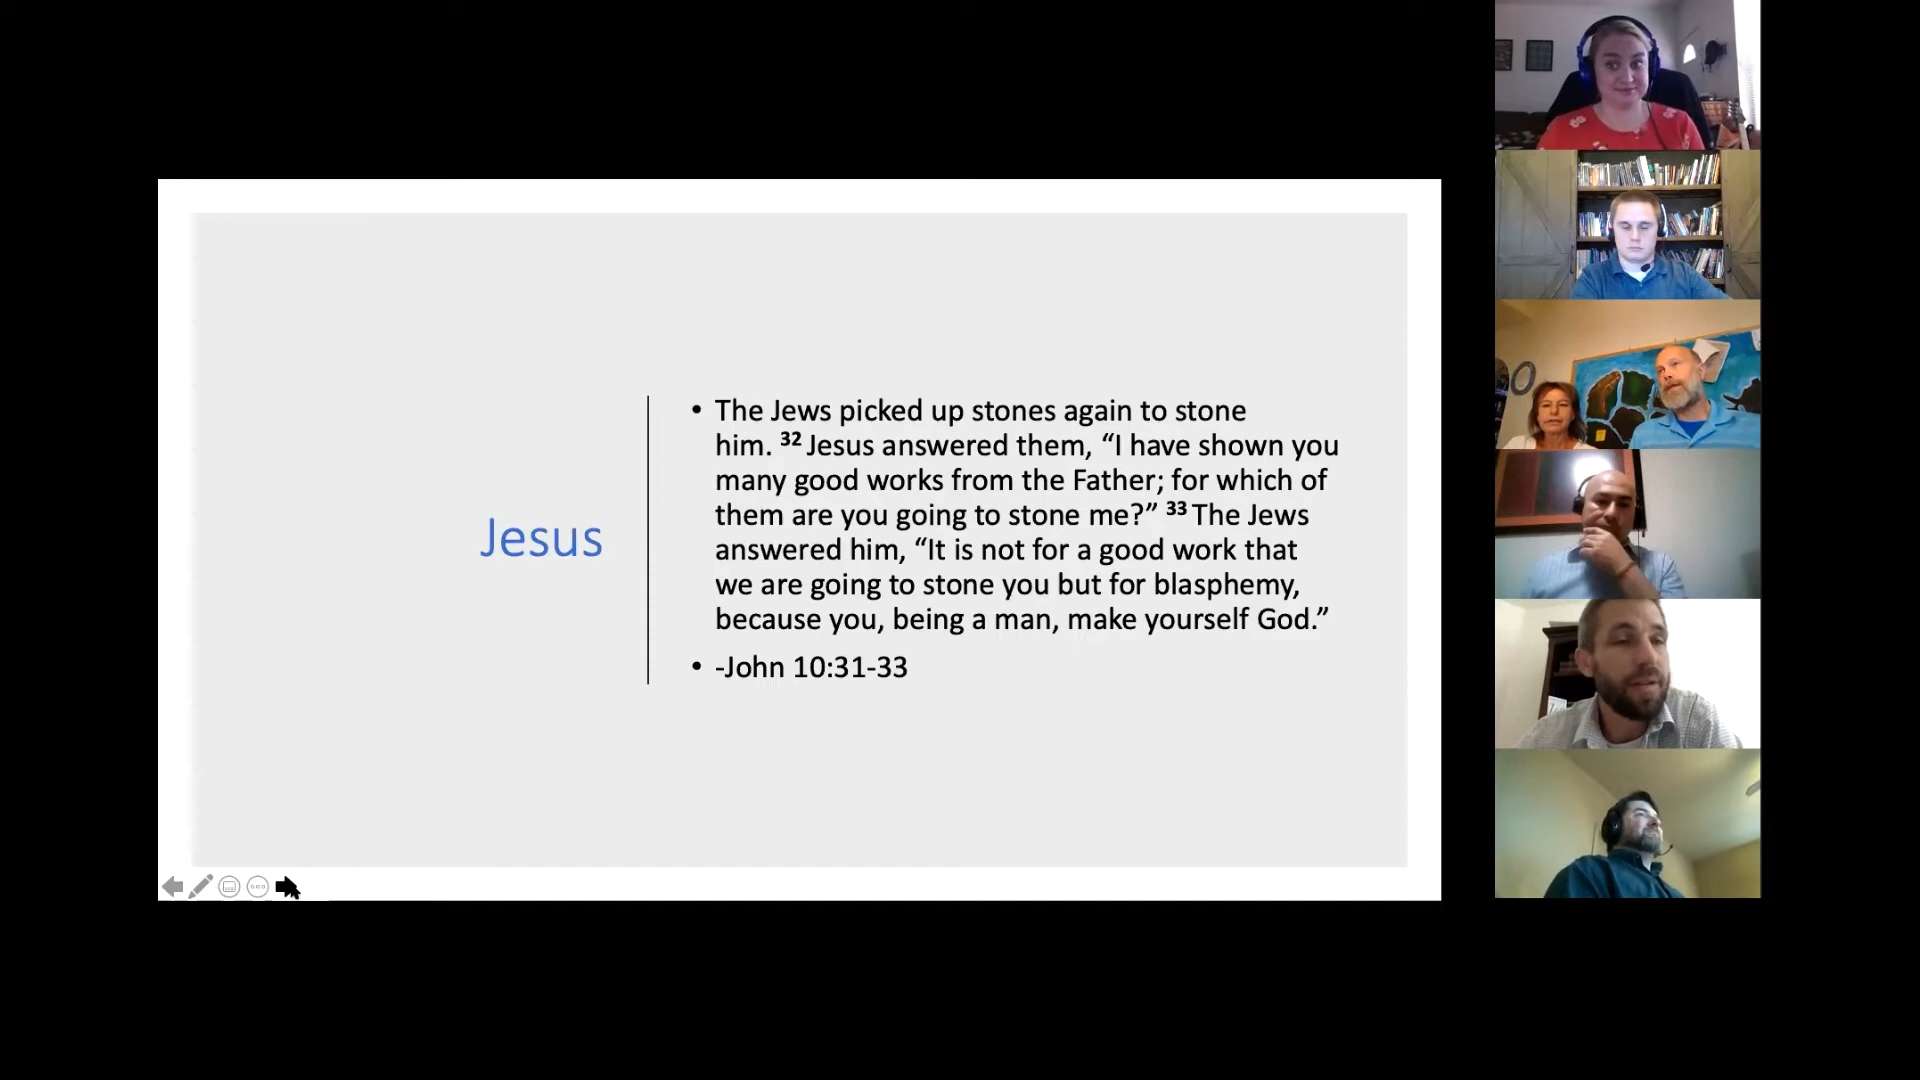 Jesus
• The Jews picked up stones again to stone
him. 32 Jesus answered them, “I have shown you
many good works from the Father; for which of
them are you going to stone me?” 33 The Jews
answered him, “It is not for a good work that
we are going to stone you but for blasphemy,
because you, being a man, make yourself God.”
• -John 10:31-33